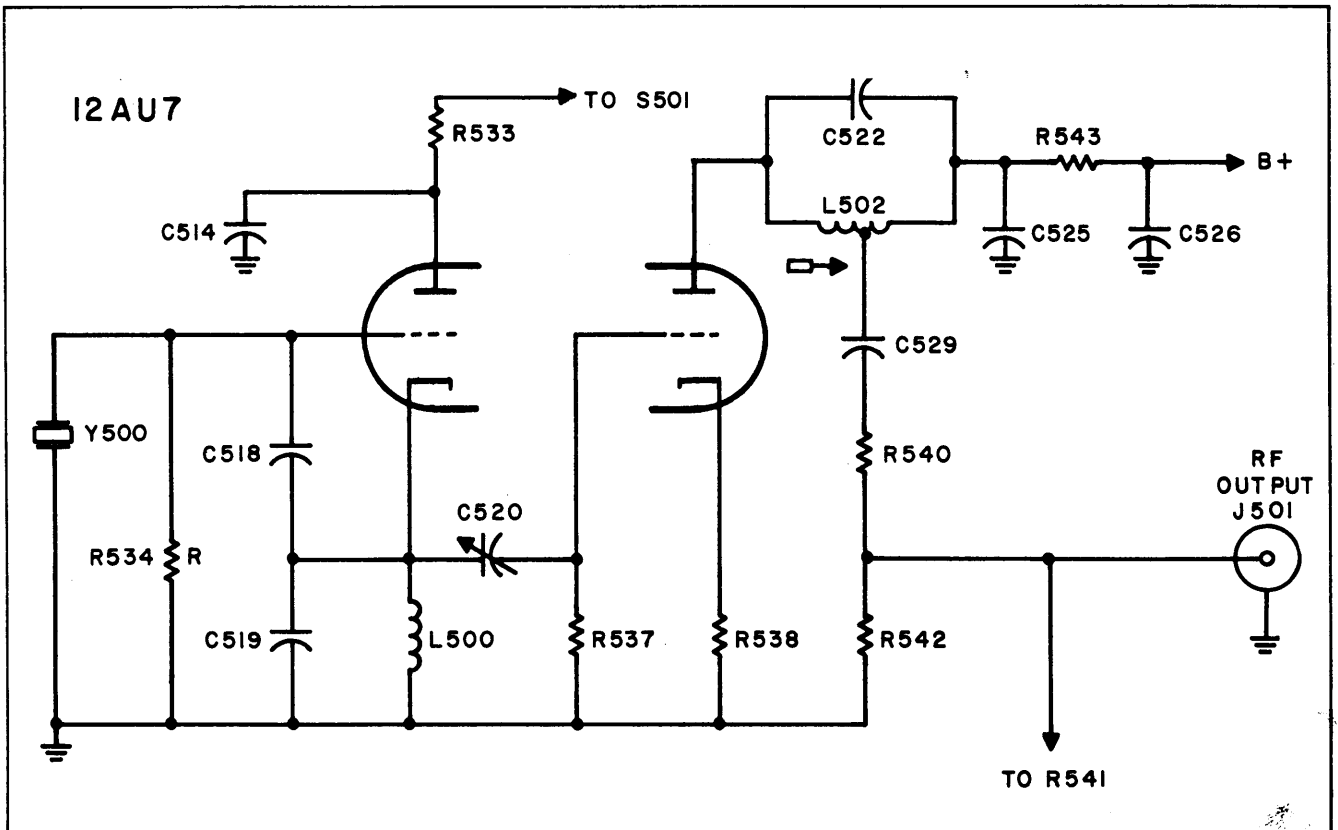 12AU7
TO S501
R533
C522
R543
B+
C514
L502
C525
C526
C529
Y500
C518
R540
RF
OUTPUT
J501
C520
R534
R
C519
L500
R537
R538
R542
TO R541